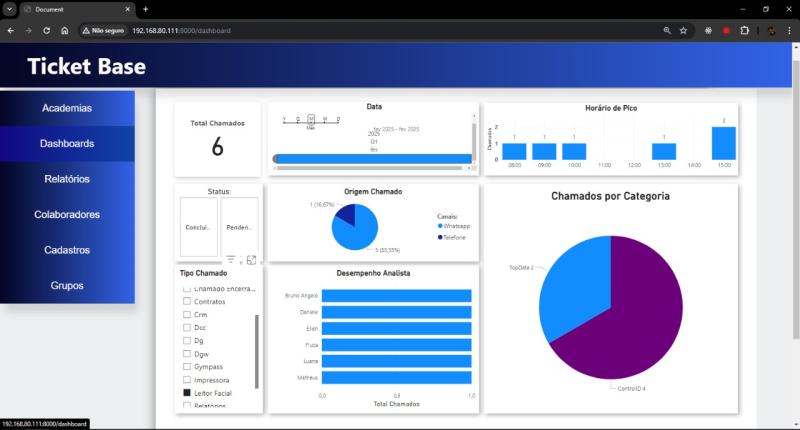 Document
Não seguro
192.168.80.111:8000/dashboard
Ticket Base
Academias
Dashboards
Relatórios
Colaboradores
Cadastros
Grupos
Total Chamados
6
Data
Y Q M M D
Mês
fev 2025 - fev 2025
2025
Q1
fev
Horário de Pico
Chamados
2
1
0
1 1 1 1 2
08:00 09:00 10:00 11:00 12:00 13:00 14:00 15:00
Status:
Conclui...
Penden...
Origem Chamado
1 (16,67%)
5 (83,33%)
Canais:
Whatsapp
Telefone
Tipo Chamado
Chamado Encerra...
Contratos
Crm
Dcc
Dg
Dgw
Gympass
Impressora
Leitor Facial
Relatórios
Desempenho Analista
Bruno Angelo
Daniele
Ellen
Luana
Matheus
0,0 0,5 1,0
Total Chamados
Chamados por Categoria
TopData 2
ControlID 4
192.168.80.111:8000/dashboard